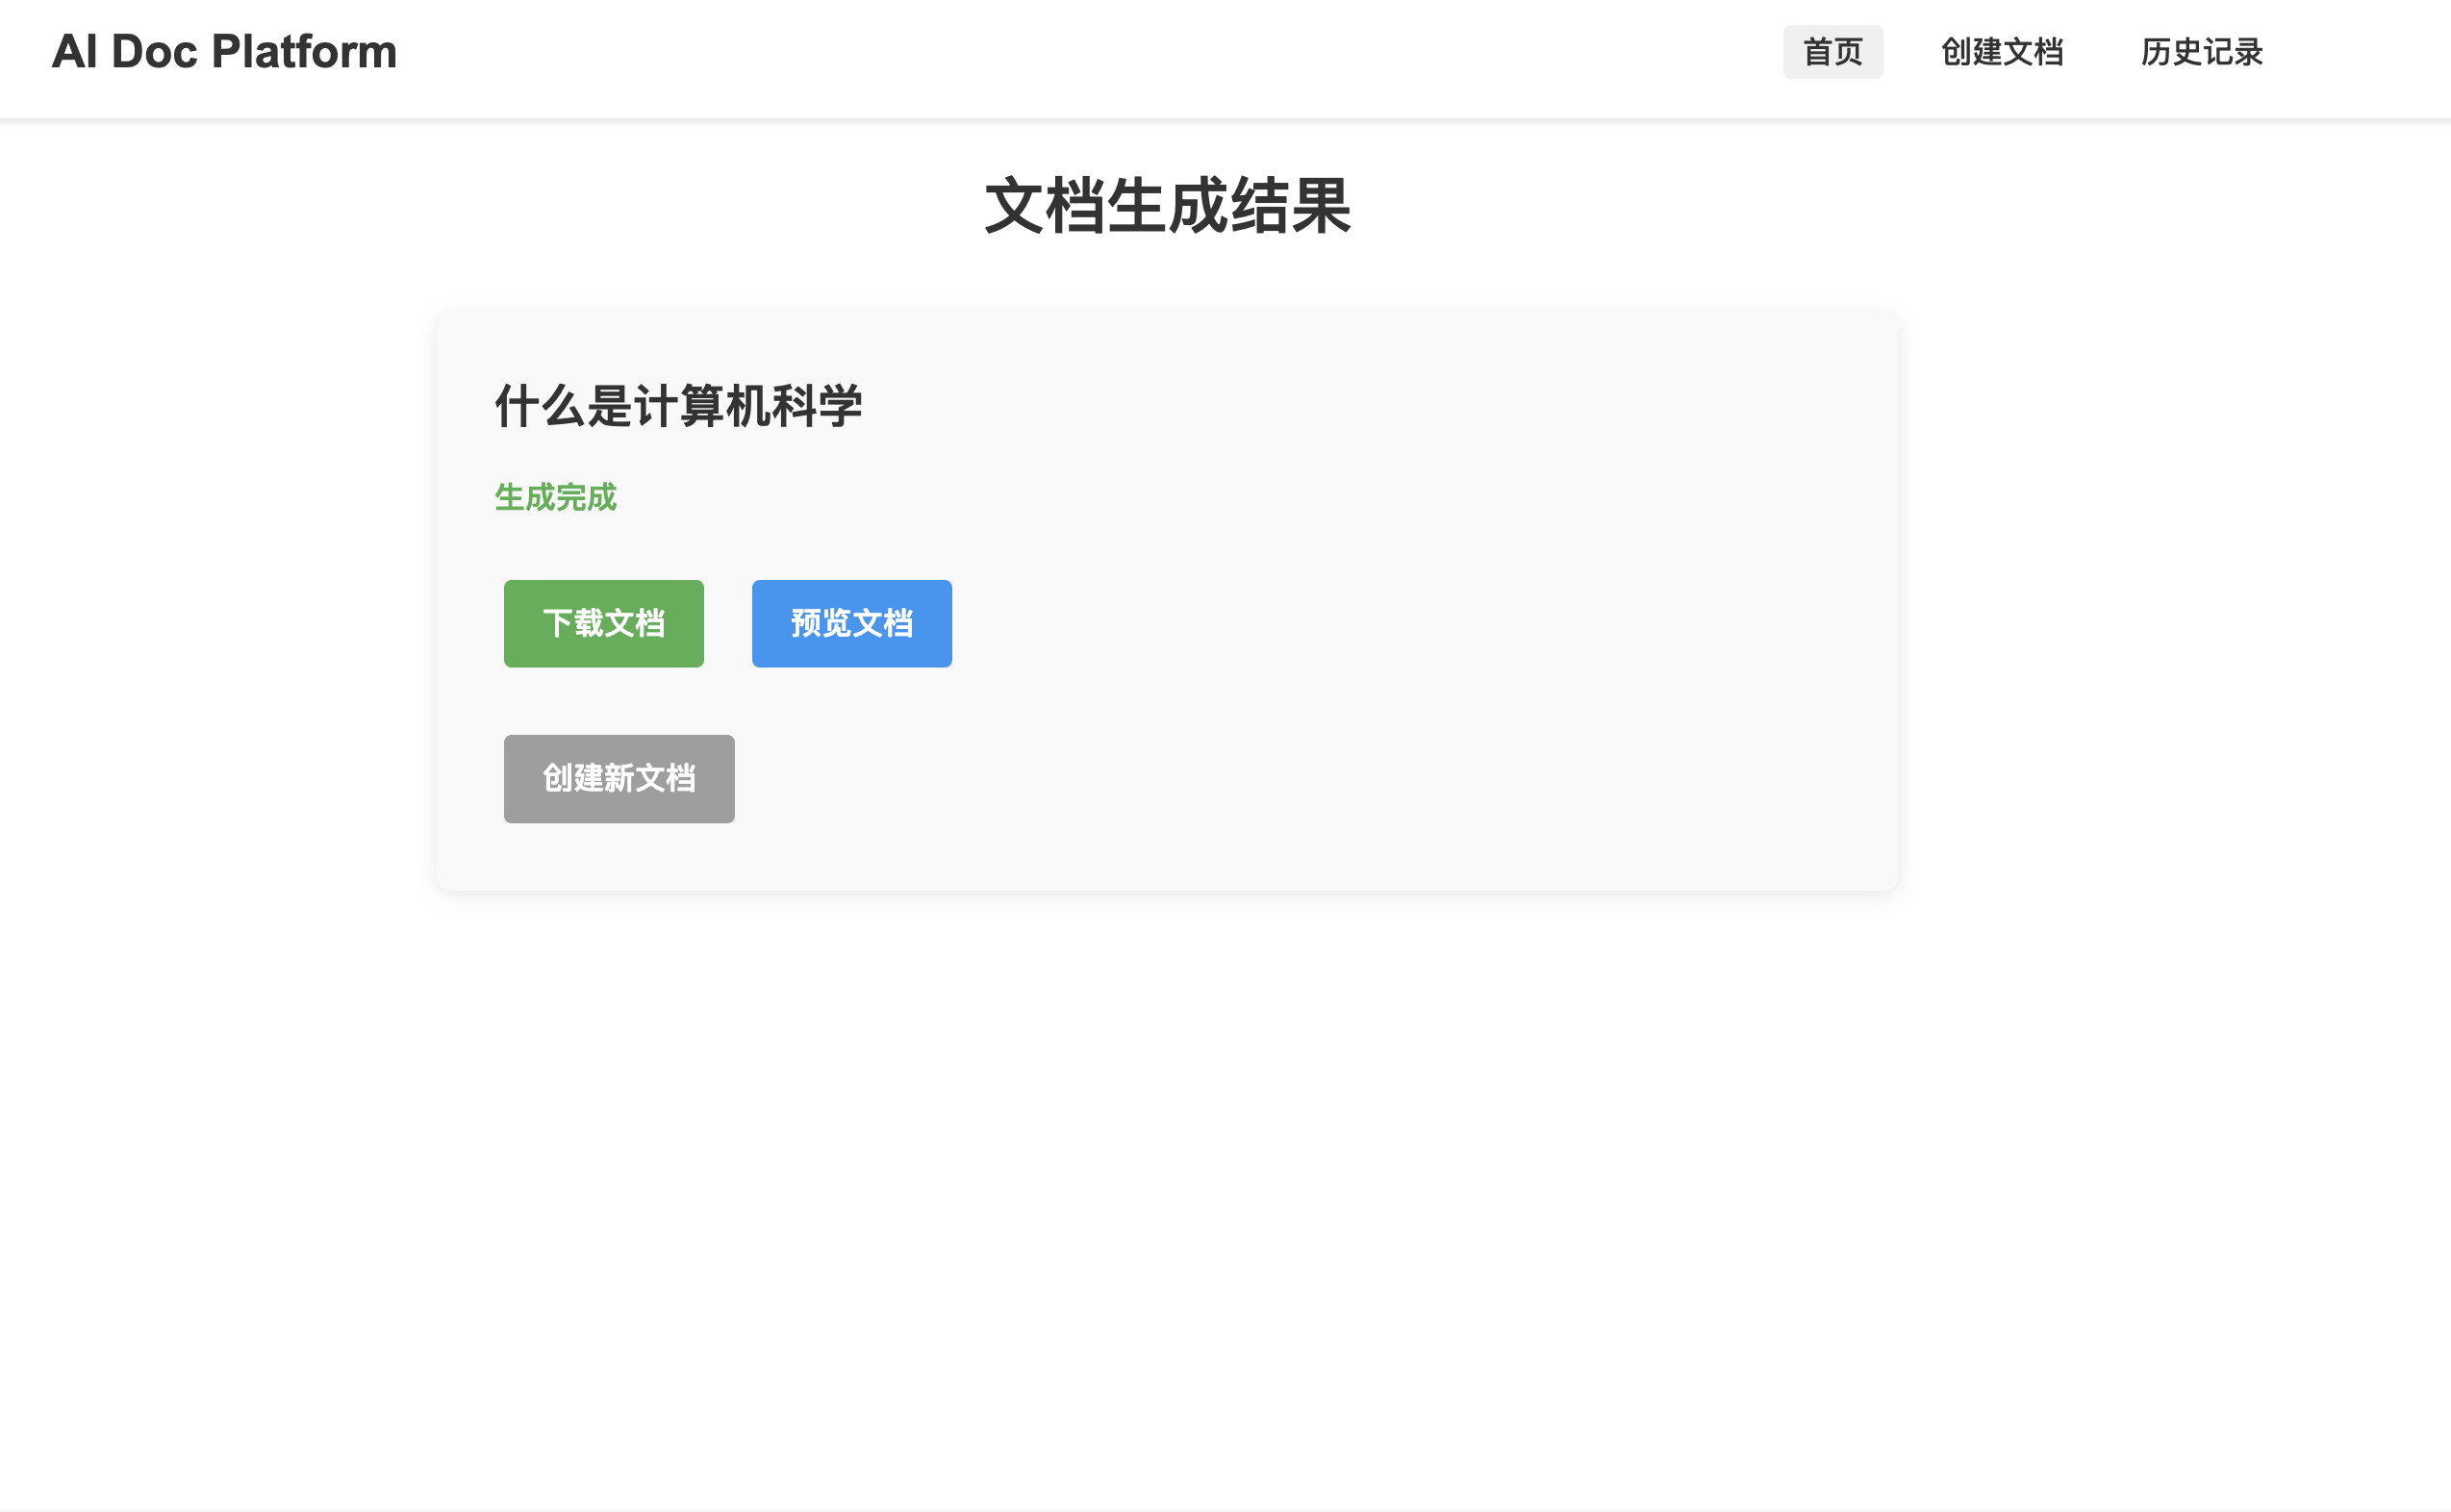 AI Doc Platform
首页 创建文档 历史记录
文档生成结果
什么是计算机科学
生成完成
下载文档 预览文档
创建新文档